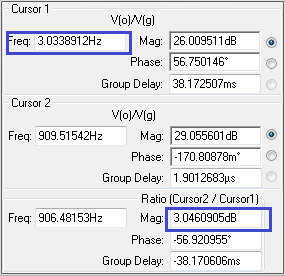 Cursor 1
V(o)/V(g)
Freq: 3.0338912Hz Mag: 26.009511dB
Phase: 56.750146°
Group Delay: 38.172507ms
Cursor 2
V(o)/V(g)
Freq: 909.51542Hz Mag: 29.055601dB
Phase: -170.80878m°
Group Delay: 1.9012683µs
Ratio (Cursor2 / Cursor1)
Freq: 906.48153Hz Mag: 3.0460905dB
Phase: -56.920955°
Group Delay: -38.170606ms